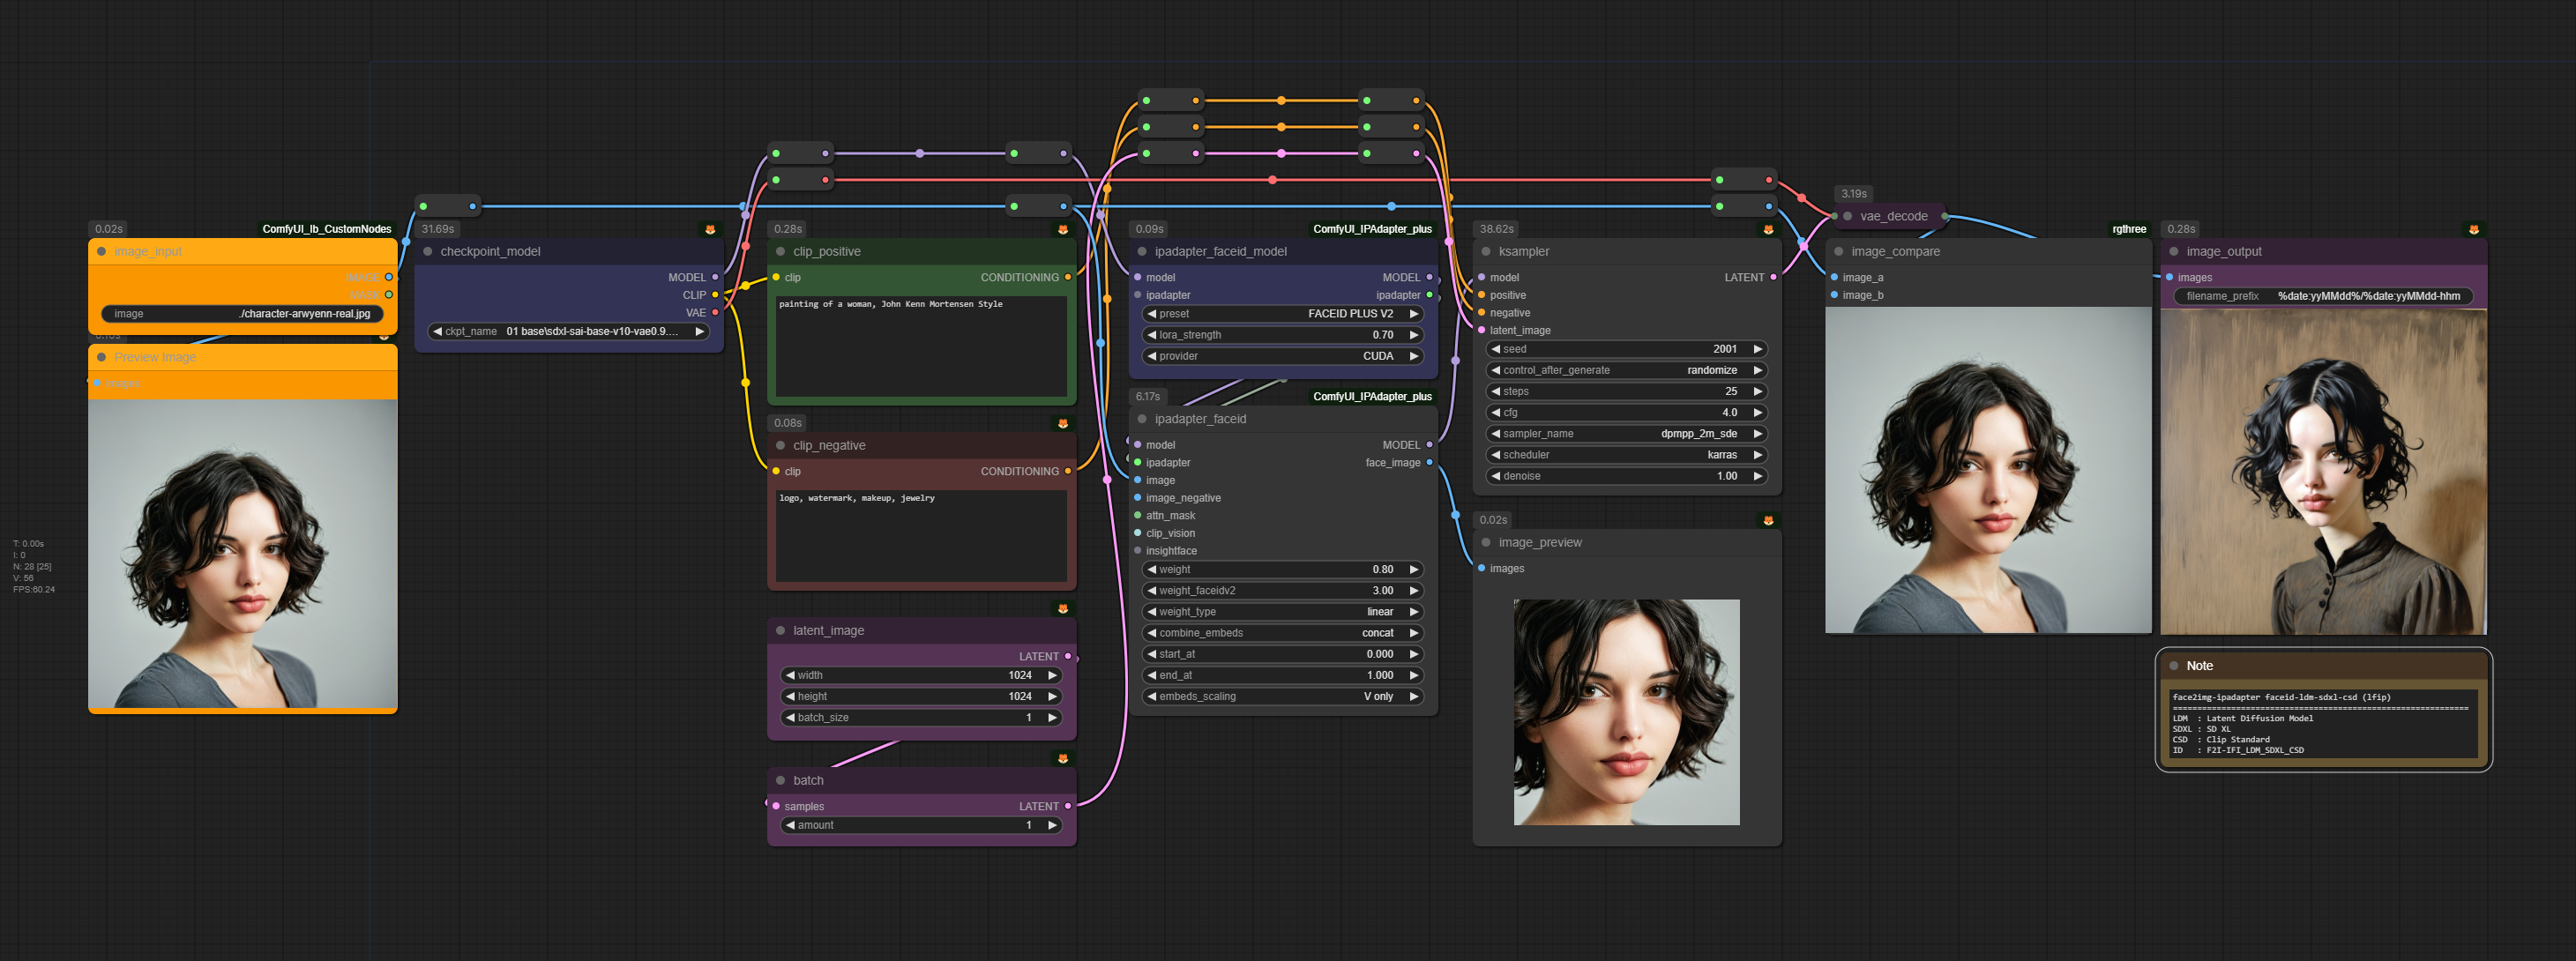 0.02s
ComfyUI_lb_CustomNodes
image_input
IMAGE
MASK
image ./character-arwyenn-real.jpg
Preview Image
images
T: 0.00s
I: 0
N: 28 [25]
V: 56
FPS:60.24
31.69s
checkpoint_model
MODEL
CLIP
VAE
ckpt_name 01 base\sdxl-sai-base-v10-vae0.9....
0.28s
clip_positive
clip CONDITIONING
painting of a woman, John Kenn Mortensen Style
0.08s
clip_negative
clip CONDITIONING
logo, watermark, makeup, jewelry
latent_image
LATENT
width 1024
height 1024
batch_size 1
batch
samples LATENT
amount 1
0.09s ComfyUI_IPAdapter_plus
ipadapter_faceid_model
model MODEL
ipadapter ipadapter
preset FACEID PLUS V2
lora_strength 0.70
provider CUDA
6.17s ComfyUI_IPAdapter_plus
ipadapter_faceid
model MODEL
ipadapter face_image
image
image_negative
attn_mask
clip_vision
insightface
weight 0.80
weight_faceidv2 3.00
weight_type linear
combine_embeds concat
start_at 0.000
end_at 1.000
embeds_scaling V only
38.62s
ksampler
model LATENT
positive
negative
latent_image
seed 2001
control_after_generate randomize
steps 25
cfg 4.0
sampler_name dpmpp_2m_sde
scheduler karras
denoise 1.00
0.02s
image_preview
images
3.19s
vae_decode
rgthree
image_compare
image_a
image_b
0.28s
image_output
images
filename_prefix %date:yyMMdd%/%date:yyMMdd-hhm
Note
face2img-ipadapter faceid-ldm-sdxl-csd (lfip)
============================================================
LDM : Latent Diffusion Model
SDXL : SD XL
CSD : Clip Standard
ID : F2I-IFI_LDM_SDXL_CSD